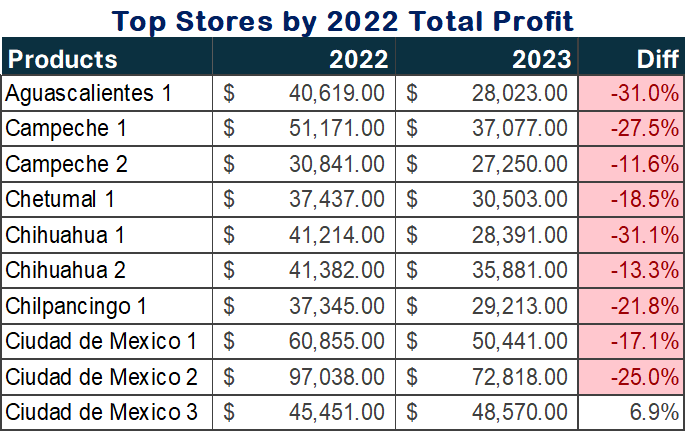 Top Stores by 2022 Total Profit
Products 2022 2023 Diff
Aguascalientes 1 $ 40,619.00 $ 28,023.00 -31.0%
Campeche 1 $ 51,171.00 $ 37,077.00 -27.5%
Campeche 2 $ 30,841.00 $ 27,250.00 -11.6%
Chetumal 1 $ 37,437.00 $ 30,503.00 -18.5%
Chihuahua 1 $ 41,214.00 $ 28,391.00 -31.1%
Chihuahua 2 $ 41,382.00 $ 35,881.00 -13.3%
Chilpancingo 1 $ 37,345.00 $ 29,213.00 -21.8%
Ciudad de Mexico 1 $ 60,855.00 $ 50,441.00 -17.1%
Ciudad de Mexico 2 $ 97,038.00 $ 72,818.00 -25.0%
Ciudad de Mexico 3 $ 45,451.00 $ 48,570.00 6.9%